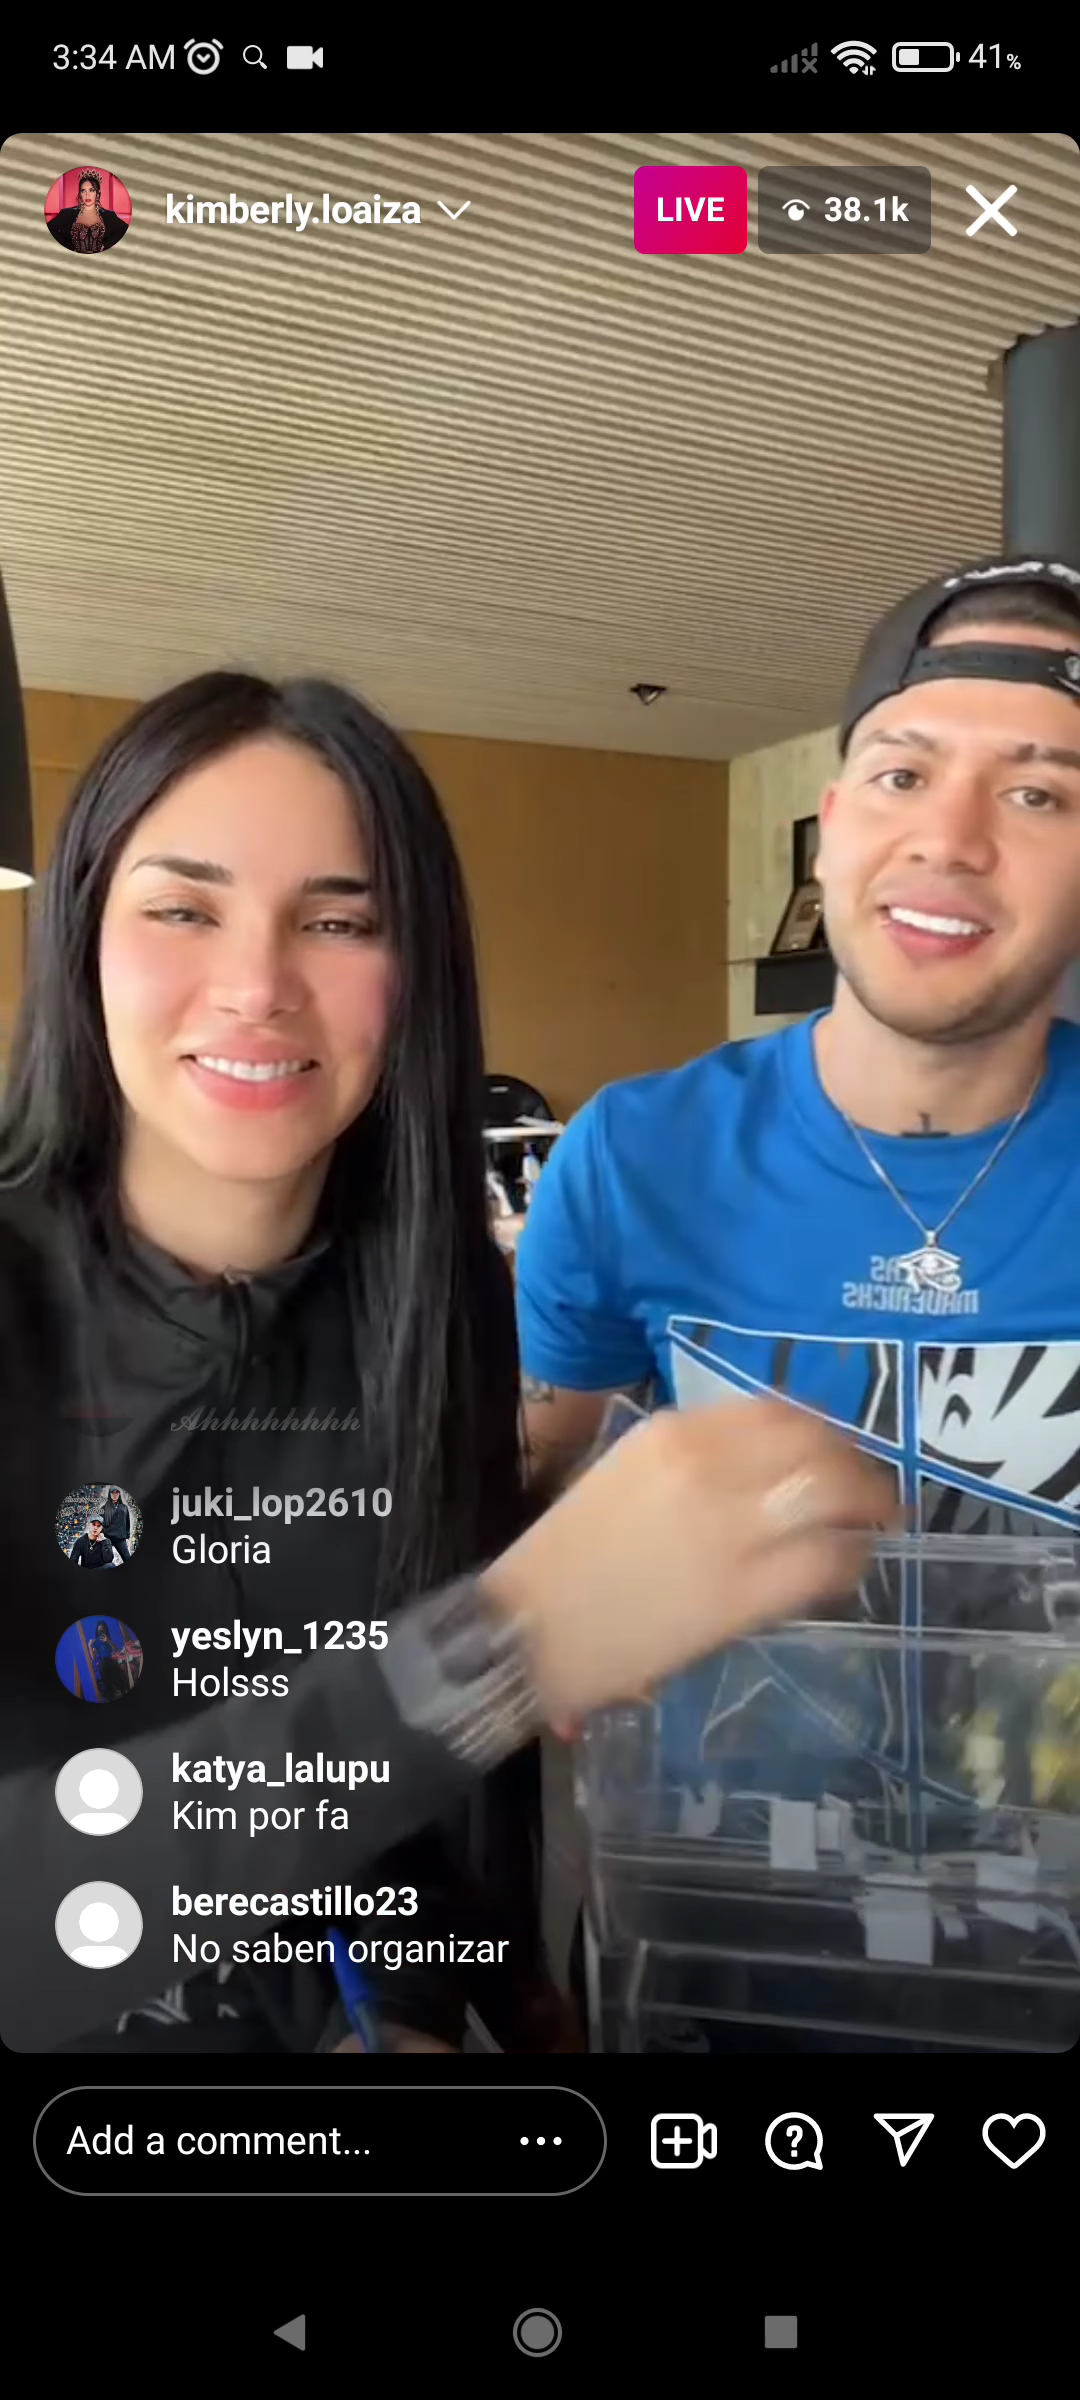 3:34 AM
41%
kimberly.loaiza
LIVE
38.1k
MAVERICKS
Ahhhhhhhh
juki_lop2610
Gloria
yeslyn_1235
Holsss
katya_lalupu
Kim por fa
berecastillo23
No saben organizar
Add a comment...